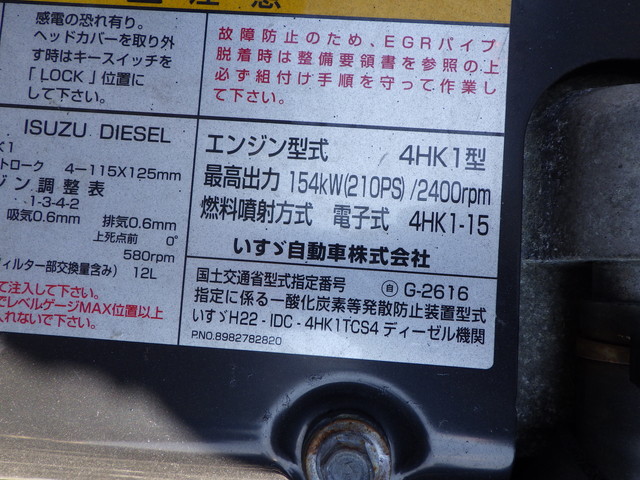 注意
感電の恐れ有り。
ヘッドカバーを取り外
す時はキースイッチを
「LOCK」位置に
して下さい。
故障防止のため、EGRパイプ
脱着時は整備要領書を参照の上
必ず組付け手順を守って作業し
て下さい。
ISUZU DIESEL
K1
トローク 4-115X125mm
ジン調整表
1-3-4-2
吸気0.6mm 排気0.6mm
上死点前 0°
580rpm
フィルター部交換量含み) 12L
て注入して下さい。
でレベルゲージMAX位置以上
入れないで下さい。
エンジン型式 4HK1型
最高出力 154kW(210PS)/2400rpm
燃料噴射方式 電子式 4HK1-15
いすゞ自動車株式会社
国土交通省型式指定番号 自 G-2616
指定に係る一酸化炭素等発散防止装置型式
いすゞH22-IDC-4HK1TCS4 ディーゼル機関
P.NO.8982782820